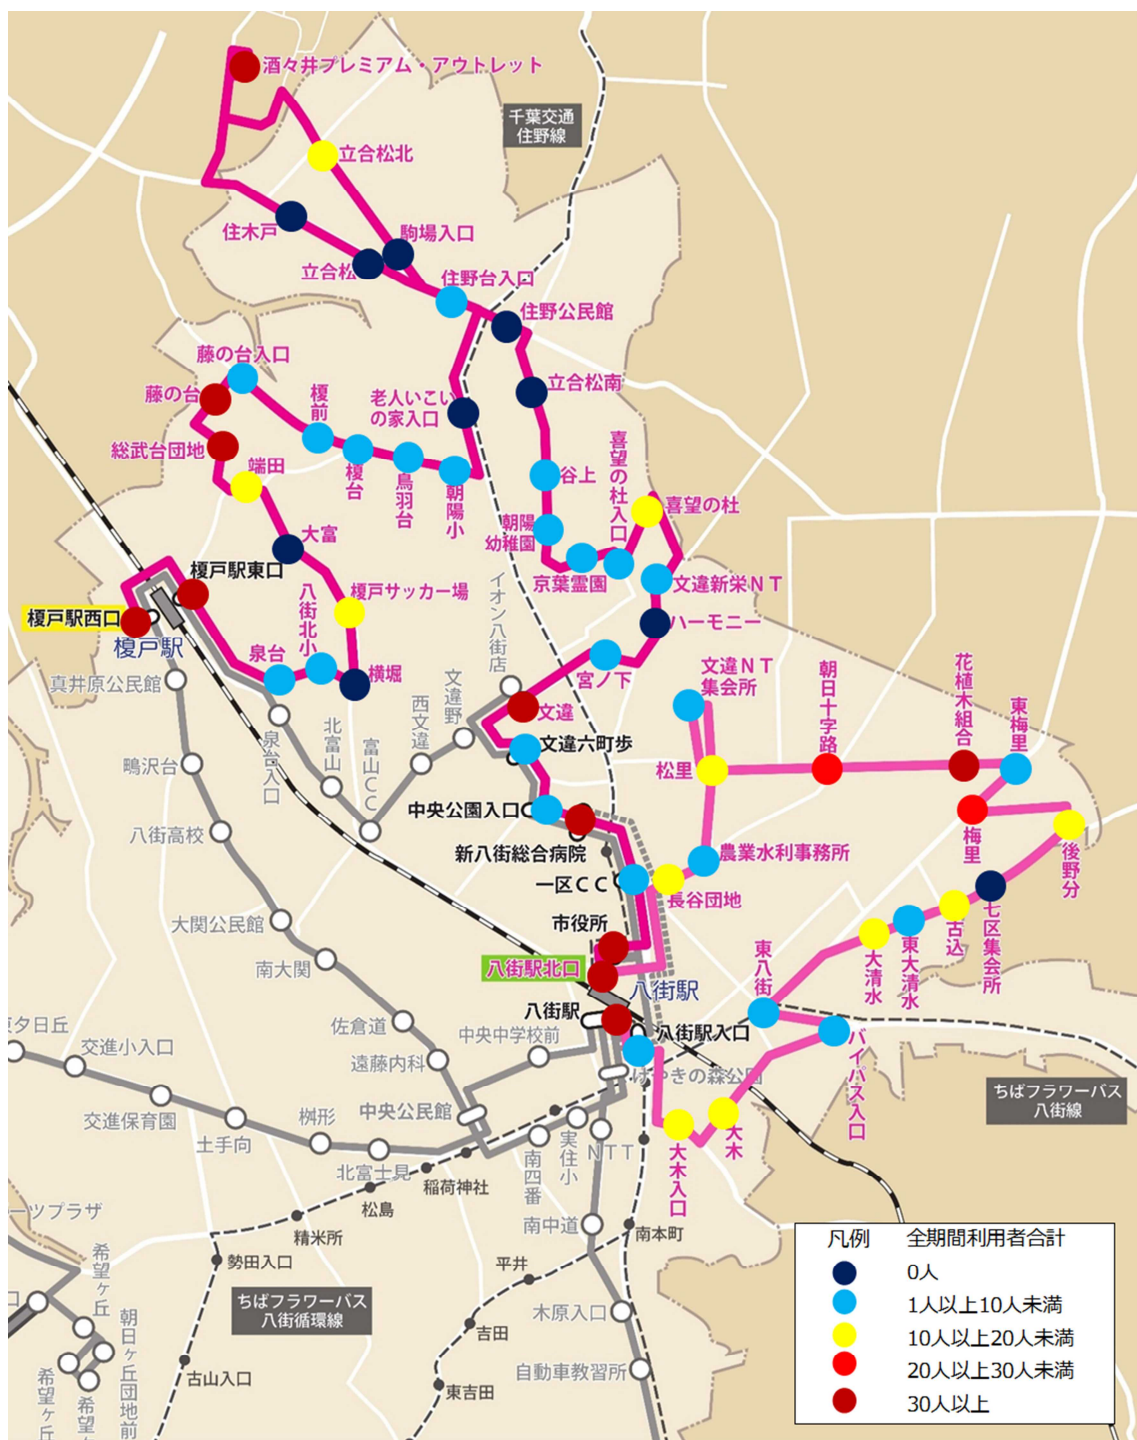 酒々井プレミアム・アウトレット
千葉交通
住野線
立合松北
住木戸
駒場入口
立合松
住野台入口
住野公民館
藤の台入口
藤の台
榎前
老人いこい
の家入口
立合松南
総武台団地
端田
榎台
鳥羽台
朝陽小
谷上
喜望の杜入口
喜望の杜
朝陽
幼稚園
大富
京葉霊園
文違新栄NT
榎戸駅東口
八街北小
榎戸サッカー場
イオン八街店
ハーモニー
榎戸駅西口
榎戸駅
泉台
横堀
宮ノ下
文違NT
集会所
朝日十字路
花植木組合
東梅里
真井原公民館
泉台入口
北富山
富山CC
西文違
文違野
文違
文違六町歩
松里
鴫沢台
八街高校
中央公園入口
新八街総合病院
農業水利事務所
梅里
後野分
一区CC
長谷団地
大関公民館
市役所
東八街
大清水
東大清水
古込
七区集会所
南大関
八街駅北口
八街駅
佐倉道
八街駅
中央中学校前
八街駅入口
バイパス入口
夕日丘
交進小入口
遠藤内科
けやきの森公園
ちばフラワーバス
八街線
交進保育園
土手向
桝形
中央公民館
北富士見
稲荷神社
南四番
実住小
NTT
大木入口
大木
ーツプラザ
松島
精米所
勢田入口
南中道
南本町
平井
希望ヶ丘
口
朝日ヶ丘団地前
ちばフラワーバス
八街循環線
木原入口
吉田
古山入口
自動車教習所
東吉田
希望ヶ丘
希望ヶ
凡例 全期間利用者合計
0人
1人以上10人未満
10人以上20人未満
20人以上30人未満
30人以上